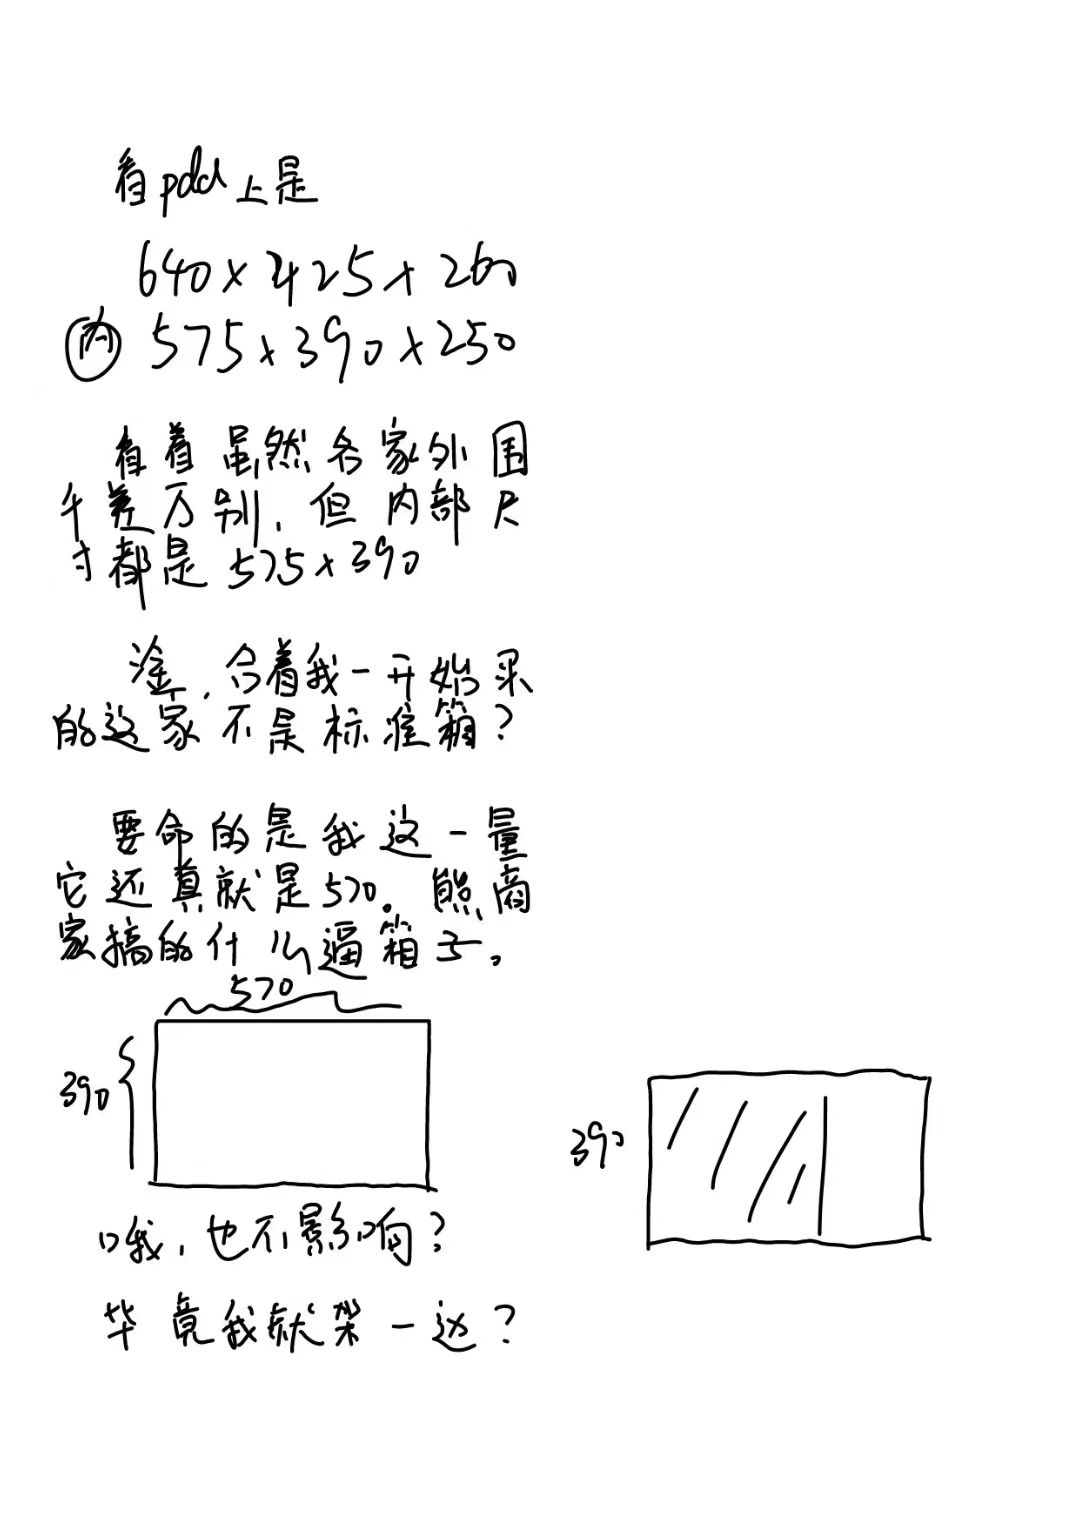 看pdd上是
640×425×260
内 575×390×250
看着虽然各家外围
千差万别，但内部尺
寸都是575×390
淦，合着我一开始买
的这家不是标准箱？
要命的是我这一量
它还真就是570。熊商
家搞的什么逼箱子。
570
390
390
哦，也不影响？
毕竟我就架一边？